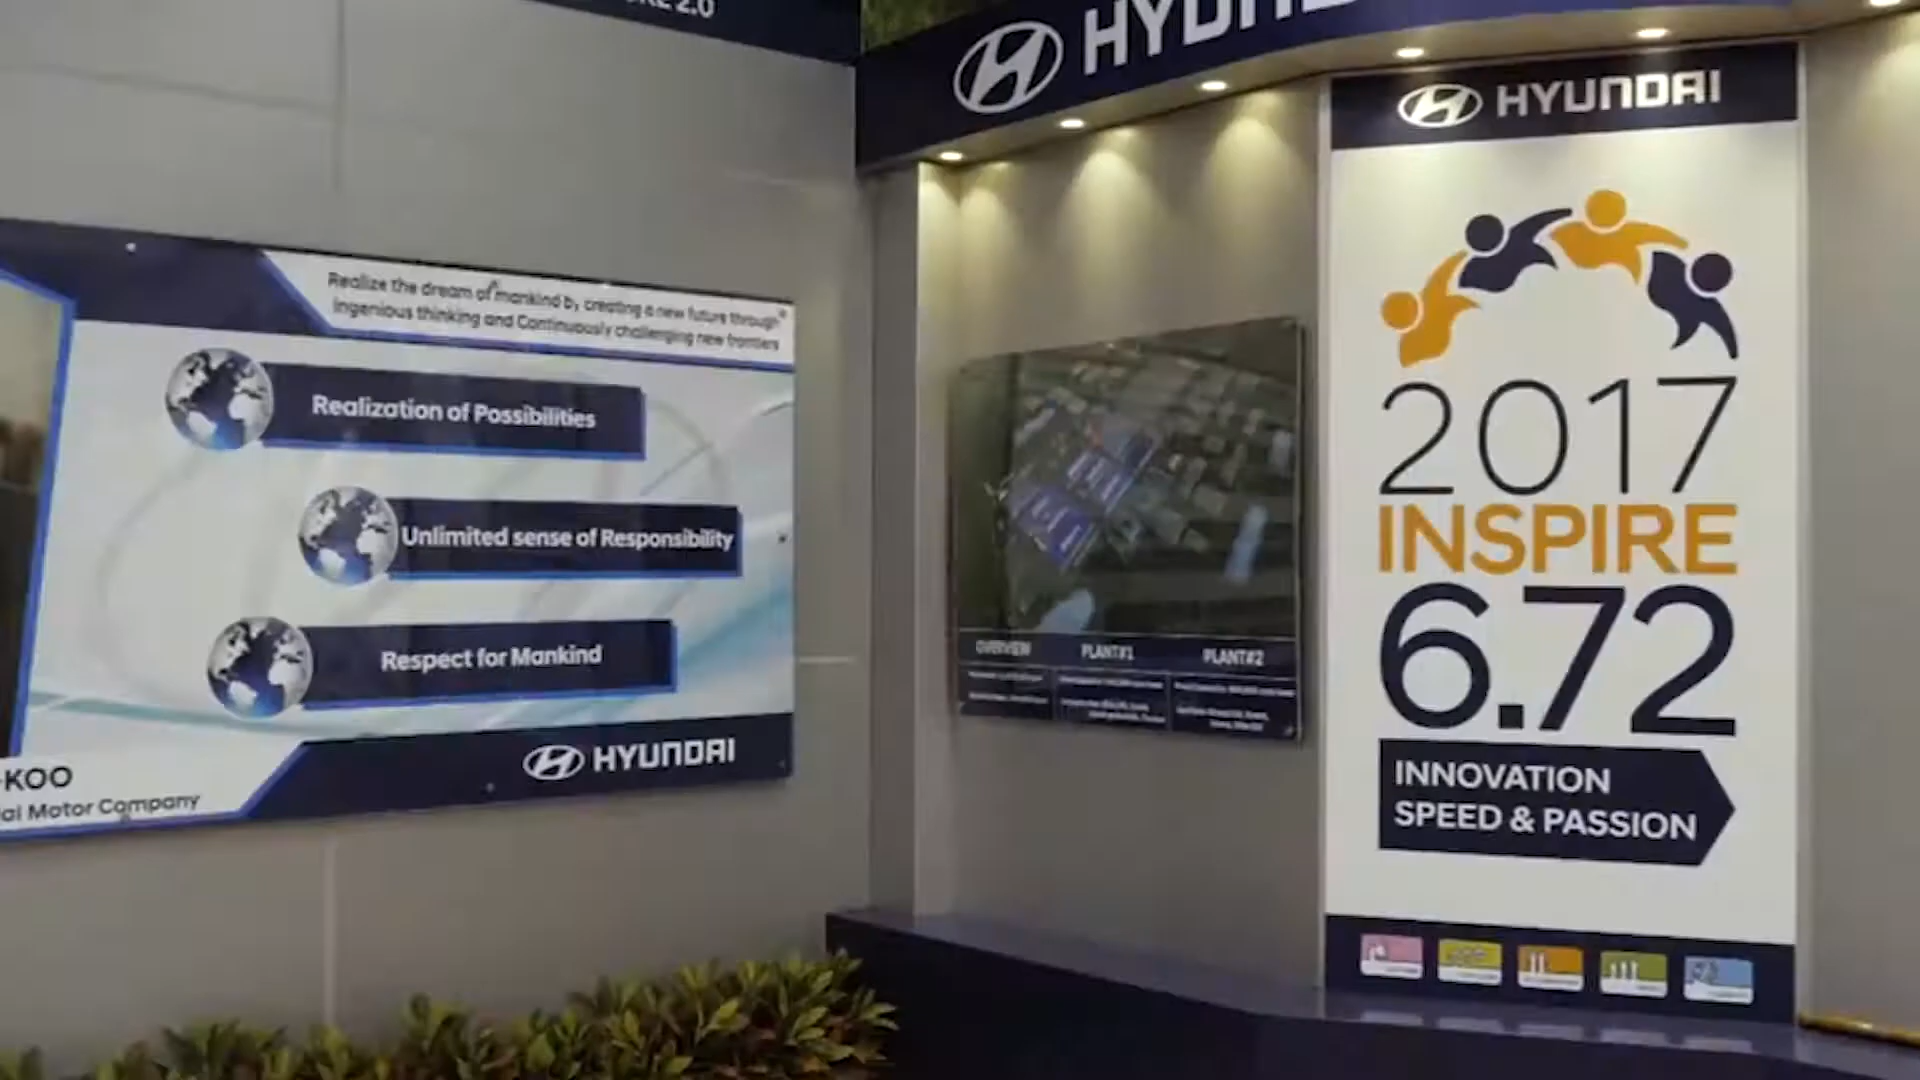 2.0
Realize the dream of mankind by creating a new future through
Ingenious thinking and Continuously challenging new frontiers
Realization of Possibilities
Unlimited sense of Responsibility
Respect for Mankind
HYUNDAI
-KOO
Motor Company
OVERVIEW
PLANT#1
PLANT#2
HYUNDAI
2017
INSPIRE
6.72
INNOVATION
SPEED & PASSION